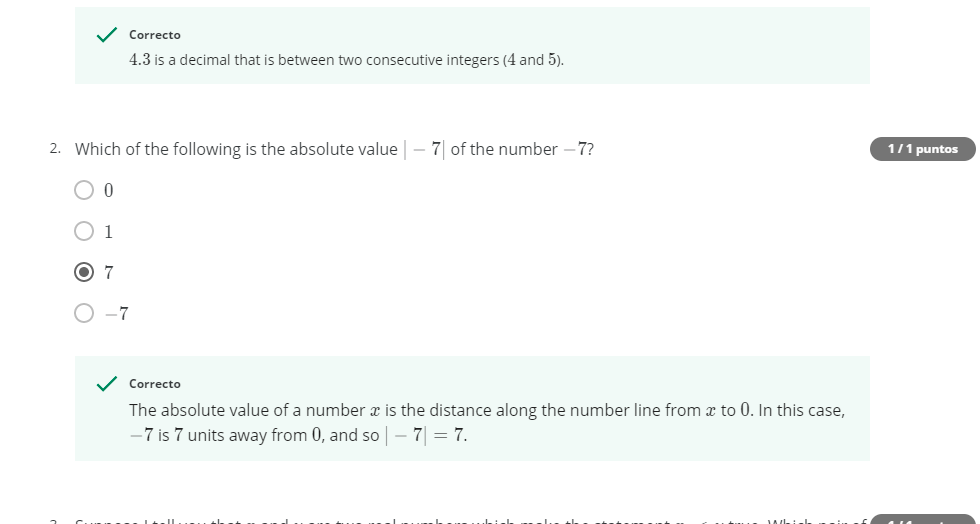 Correcto
4.3 is a decimal that is between two consecutive integers (4 and 5).
2. Which of the following is the absolute value | − 7| of the number −7?
1 / 1 puntos
0
1
7
−7
Correcto
The absolute value of a number x is the distance along the number line from x to 0. In this case,
−7 is 7 units away from 0, and so | − 7| = 7.